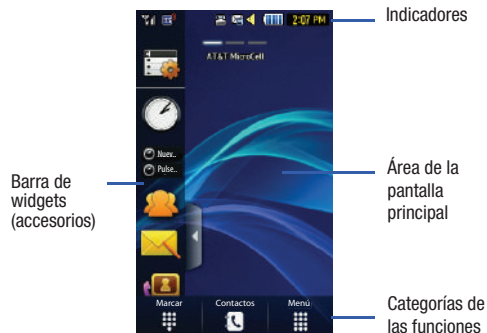 Indicadores
2:07 PM
AT&T MicroCell
Nuev..
Pulse..
Barra de
widgets
(accesorios)
Área de la
pantalla
principal
Marcar Contactos Menú
Categorías de
las funciones